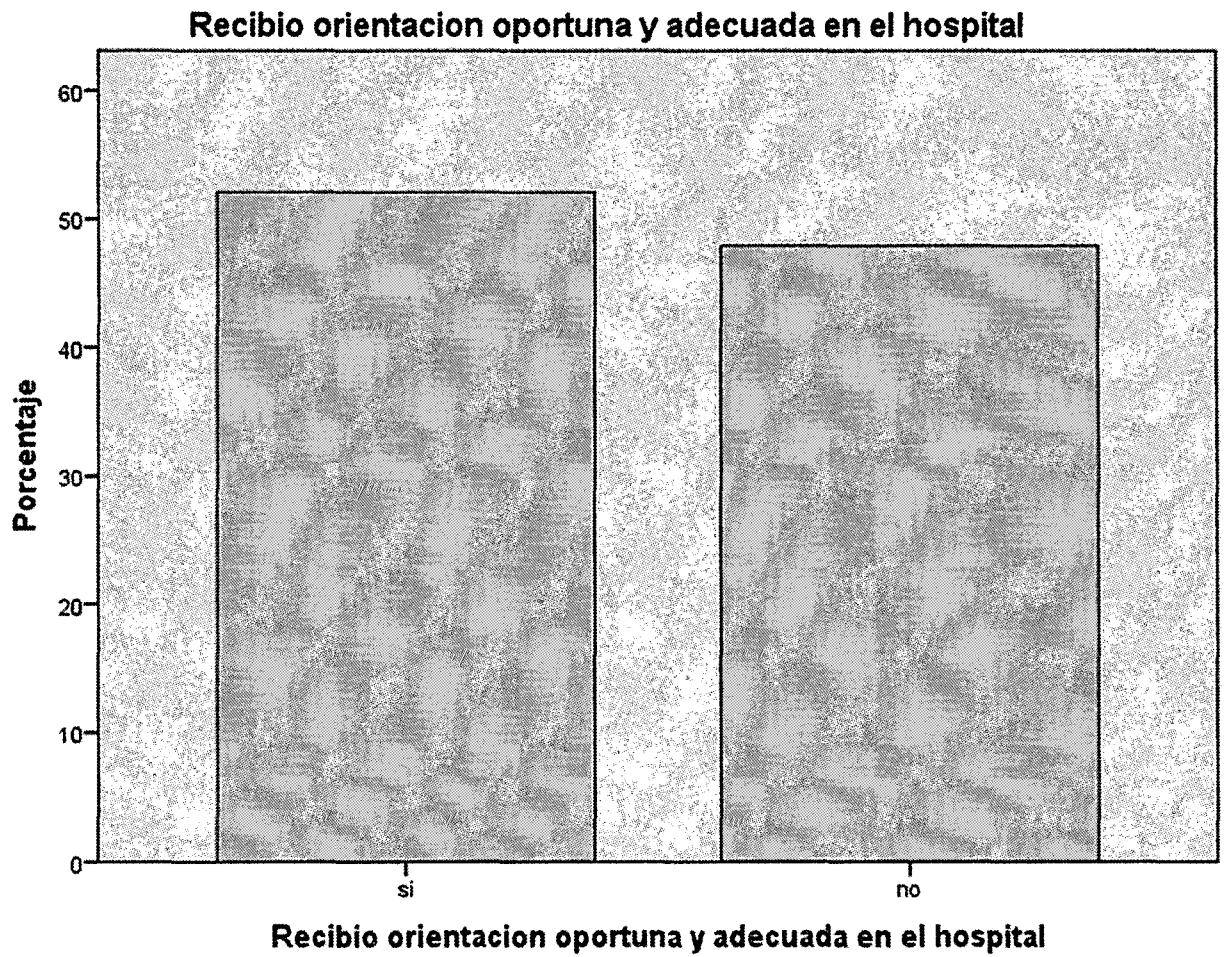 Recibio orientacion oportuna y adecuada en el hospital
60
50
40
30
20
10
0
Porcentaje
si
no
Recibio orientacion oportuna y adecuada en el hospital